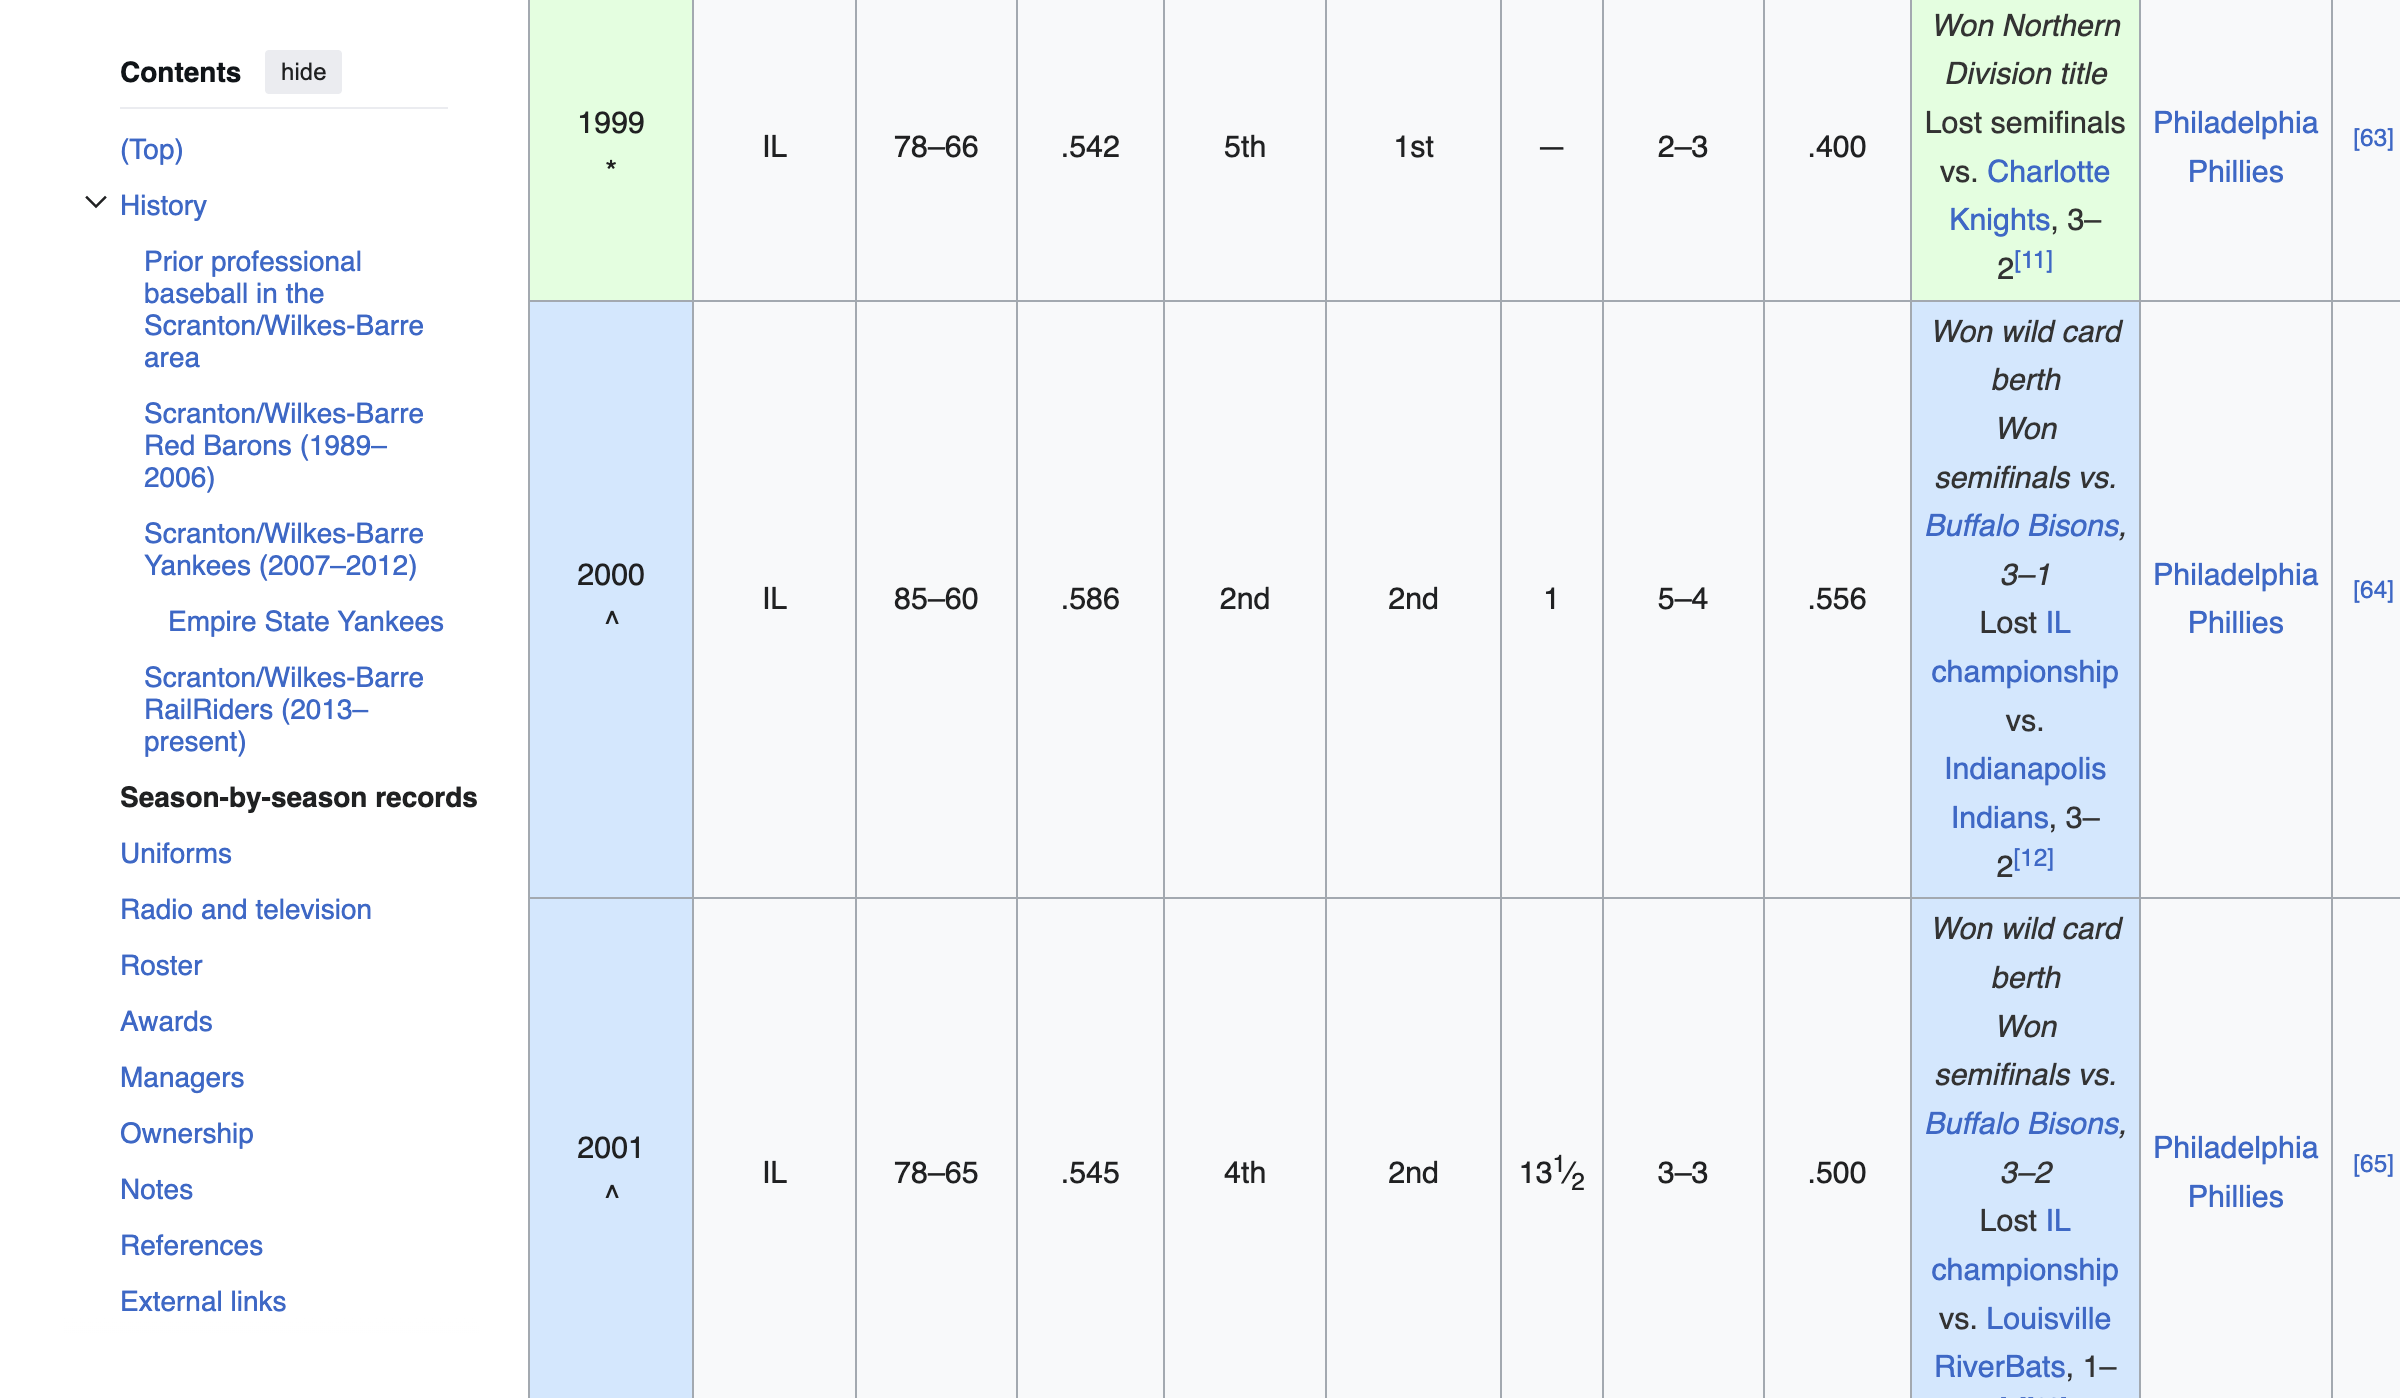 Contents hide
(Top)
History
Prior professional
baseball in the
Scranton/Wilkes-Barre
area
Scranton/Wilkes-Barre
Red Barons (1989–
2006)
Scranton/Wilkes-Barre
Yankees (2007–2012)
Empire State Yankees
Scranton/Wilkes-Barre
RailRiders (2013–
present)
Season-by-season records
Uniforms
Radio and television
Roster
Awards
Managers
Ownership
Notes
References
External links
1999
*
IL
78–66
.542
5th
1st
—
2–3
.400
Won Northern
Division title
Lost semifinals
vs. Charlotte
Knights, 3–
2[11]
Philadelphia
Phillies
[63]
2000
^
IL
85–60
.586
2nd
2nd
1
5–4
.556
Won wild card
berth
Won
semifinals vs.
Buffalo Bisons,
3–1
Lost IL
championship
vs.
Indianapolis
Indians, 3–
2[12]
Philadelphia
Phillies
[64]
2001
^
IL
78–65
.545
4th
2nd
13½
3–3
.500
Won wild card
berth
Won
semifinals vs.
Buffalo Bisons,
3–2
Lost IL
championship
vs. Louisville
RiverBats, 1–
Philadelphia
Phillies
[65]